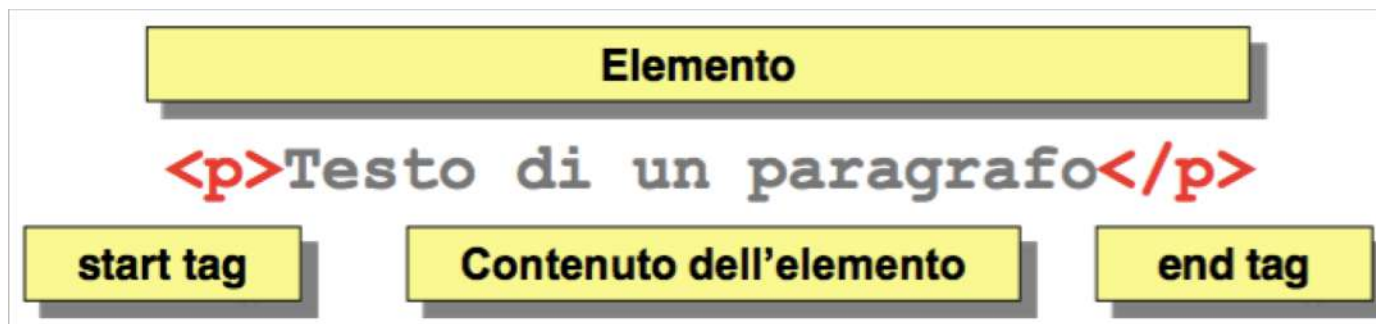 Elemento
<p>Testo di un paragrafo</p>
start tag Contenuto dell'elemento end tag